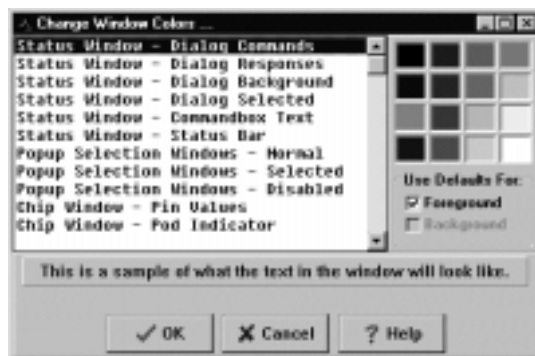 Change Window Colors ...
Status Window - Dialog Commands
Status Window - Dialog Responses
Status Window - Dialog Background
Status Window - Dialog Selected
Status Window - Commandbox Text
Status Window - Status Bar
Popup Selection Windows - Normal
Popup Selection Windows - Selected
Popup Selection Windows - Disabled
Chip Window - Pin Values
Chip Window - Pod Indicator
Use Defaults For:
Foreground
Background
This is a sample of what the text in the window will look like.
OK
Cancel
? Help